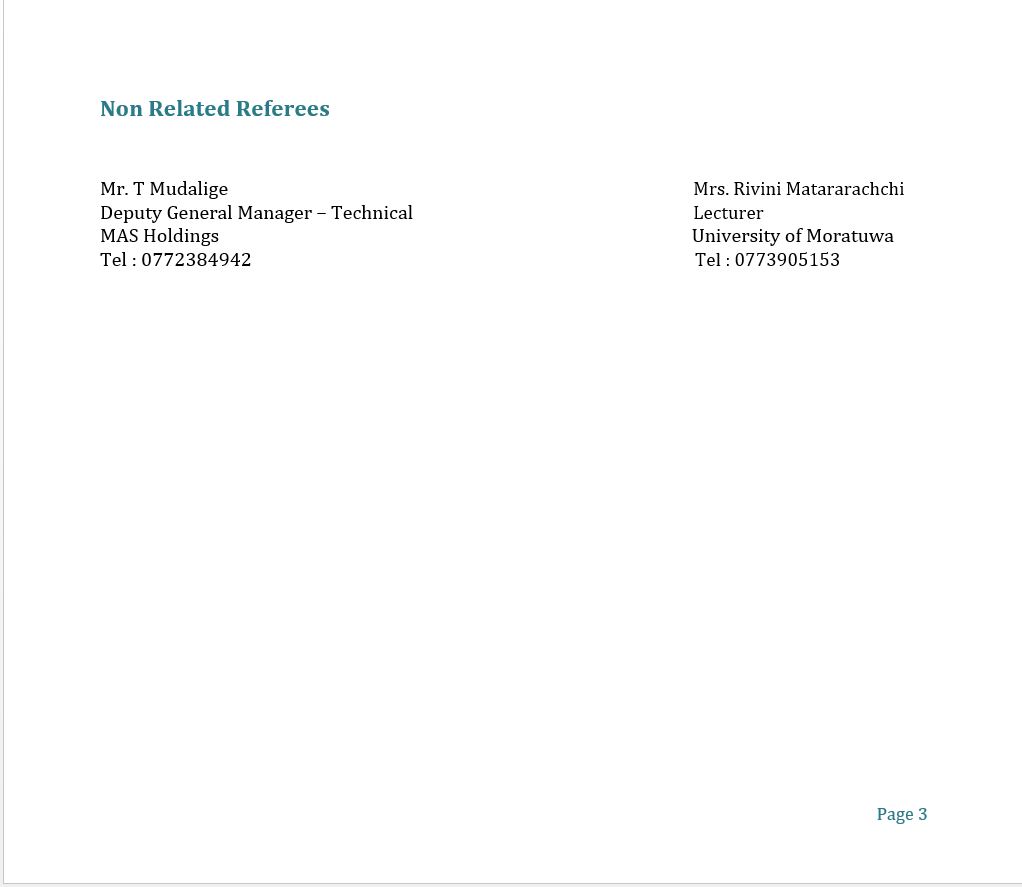 Non Related Referees
Mr. T Mudalige
Deputy General Manager – Technical
MAS Holdings
Tel : 0772384942
Mrs. Rivini Matararachchi
Lecturer
University of Moratuwa
Tel : 0773905153
Page 3